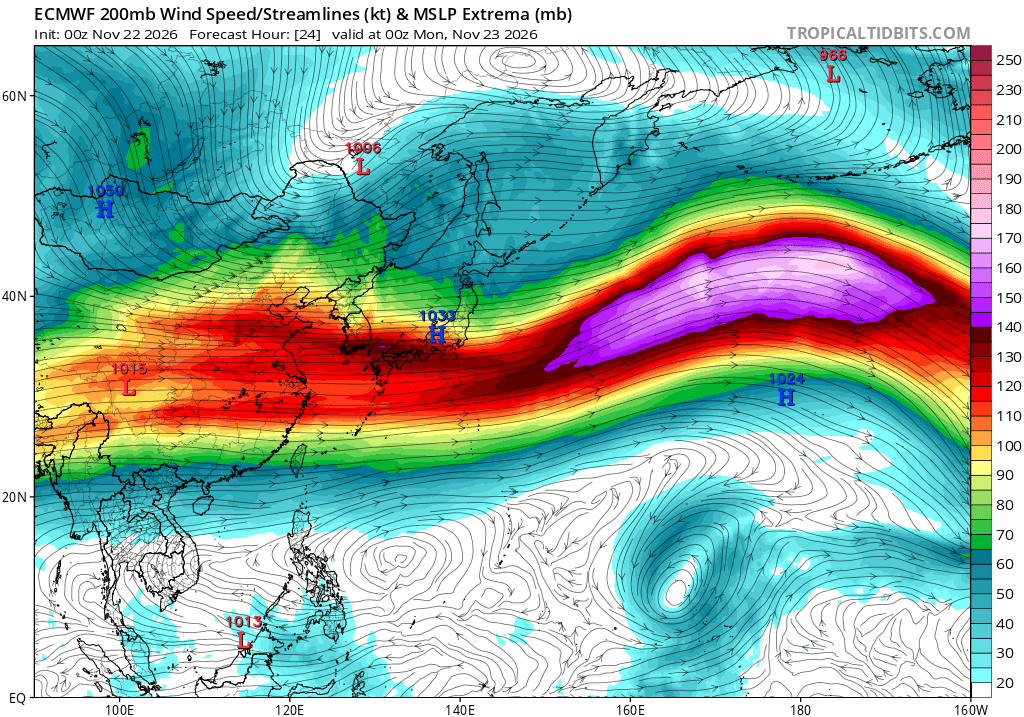 ECMWF 200mb Wind Speed/Streamlines (kt) & MSLP Extrema (mb)
Init: 00z Nov 22 2026 Forecast Hour: [24] valid at 00z Mon, Nov 23 2026
TROPICALTIDBITS.COM
968
L
1006
L
1050
H
1033
H
1015
L
1024
H
1013
L
60N
40N
20N
EQ
100E
120E
140E
160E
180
160W
250
230
210
200
190
180
170
160
150
140
130
120
110
100
90
80
70
60
50
40
30
20